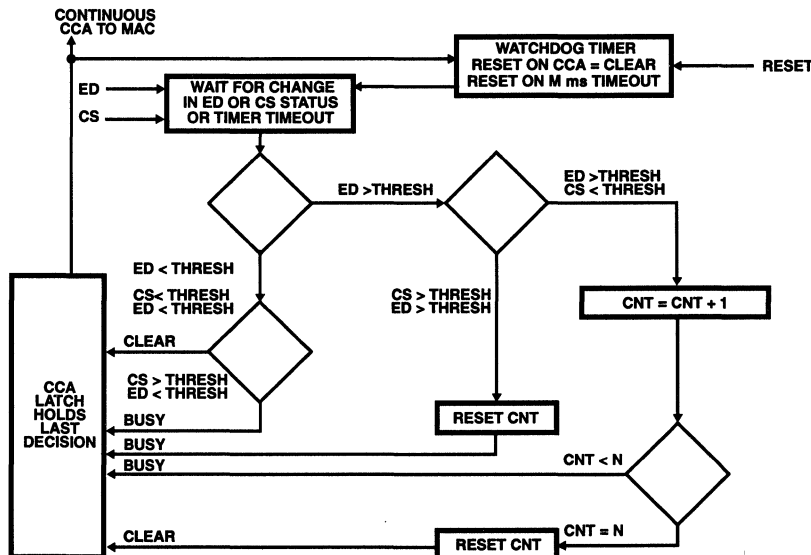 CONTINUOUS
CCA TO MAC
WATCHDOG TIMER
RESET ON CCA = CLEAR
RESET ON M ms TIMEOUT
RESET
ED
CS
WAIT FOR CHANGE
IN ED OR CS STATUS
OR TIMER TIMEOUT
ED >THRESH
ED >THRESH
CS < THRESH
ED < THRESH
CS< THRESH
ED < THRESH
CS > THRESH
ED > THRESH
CNT = CNT + 1
CLEAR
CS > THRESH
ED < THRESH
CCA
LATCH
HOLDS
LAST
DECISION
BUSY
RESET CNT
BUSY
BUSY
CNT < N
CLEAR
RESET CNT
CNT = N